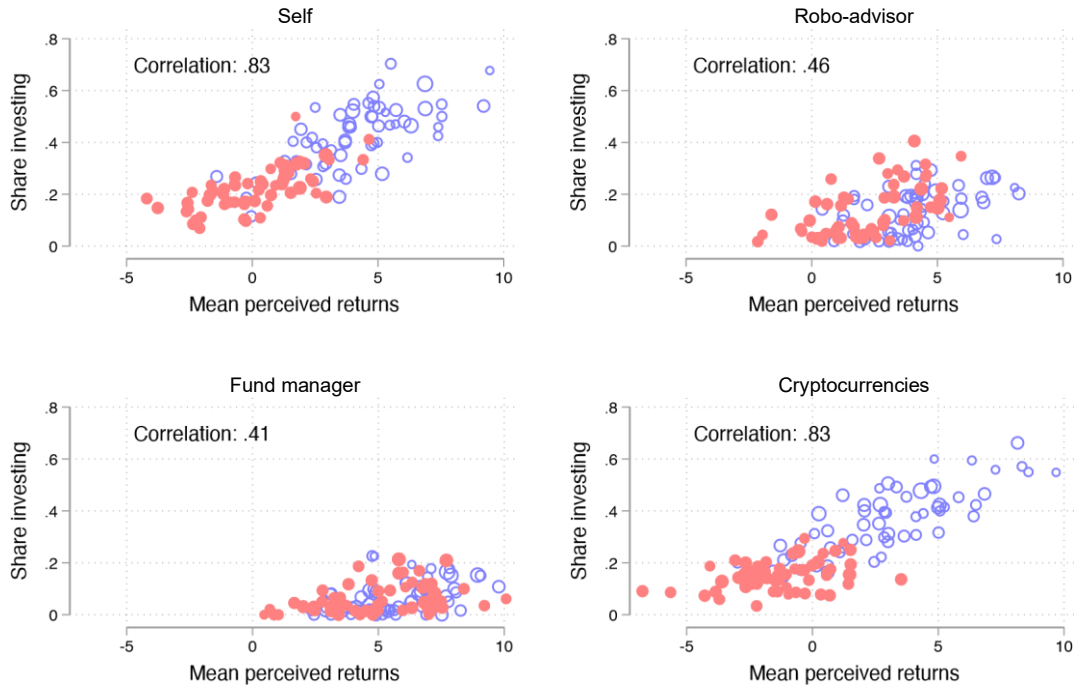 Self
Share investing
.8
.6
.4
.2
0
Correlation: .83
-5
0
5
10
Mean perceived returns
Robo-advisor
Share investing
.8
.6
.4
.2
0
Correlation: .46
-5
0
5
10
Mean perceived returns
Fund manager
Share investing
.8
.6
.4
.2
0
Correlation: .41
-5
0
5
10
Mean perceived returns
Cryptocurrencies
Share investing
.8
.6
.4
.2
0
Correlation: .83
-5
0
5
10
Mean perceived returns